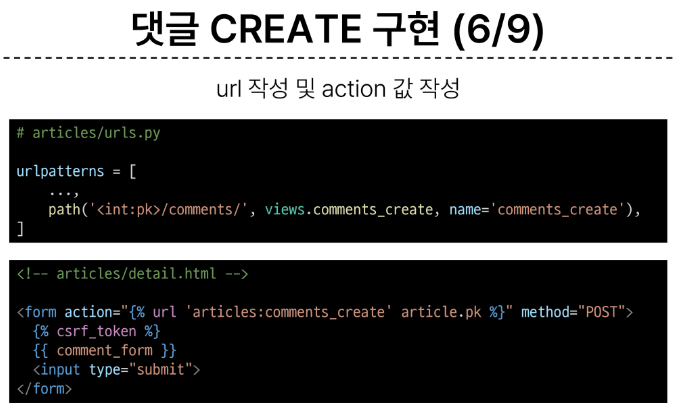 댓글 CREATE 구현 (6/9)
url 작성 및 action 값 작성
# articles/urls.py
urlpatterns = [
    ...,
    path('<int:pk>/comments/', views.comments_create, name='comments_create'),
]
<!-- articles/detail.html -->
<form action="{% url 'articles:comments_create' article.pk %}" method="POST">
  {% csrf_token %}
  {{ comment_form }}
  <input type="submit">
</form>